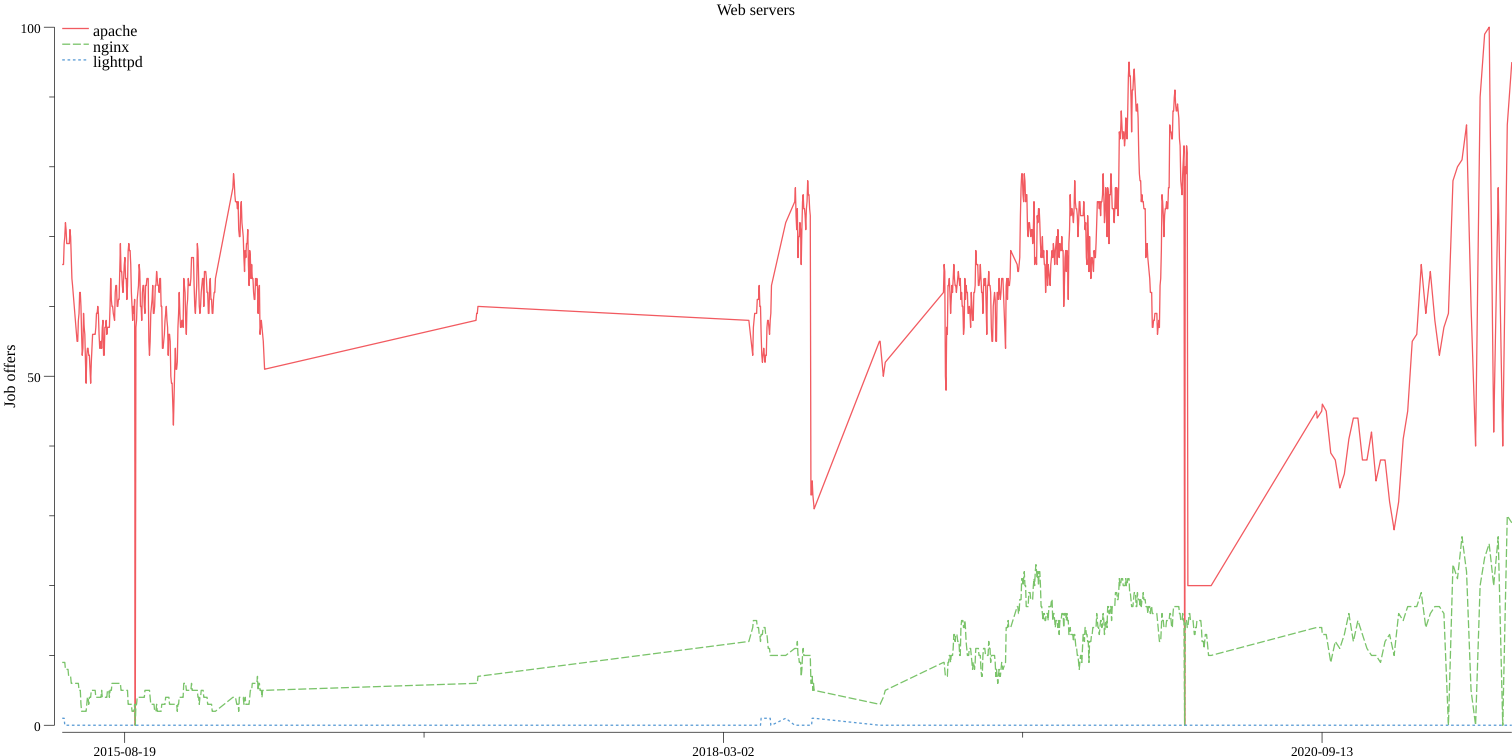 Web servers
100
apache
nginx
lighttpd
50
Job offers
0
2015-08-19
2018-03-02
2020-09-13